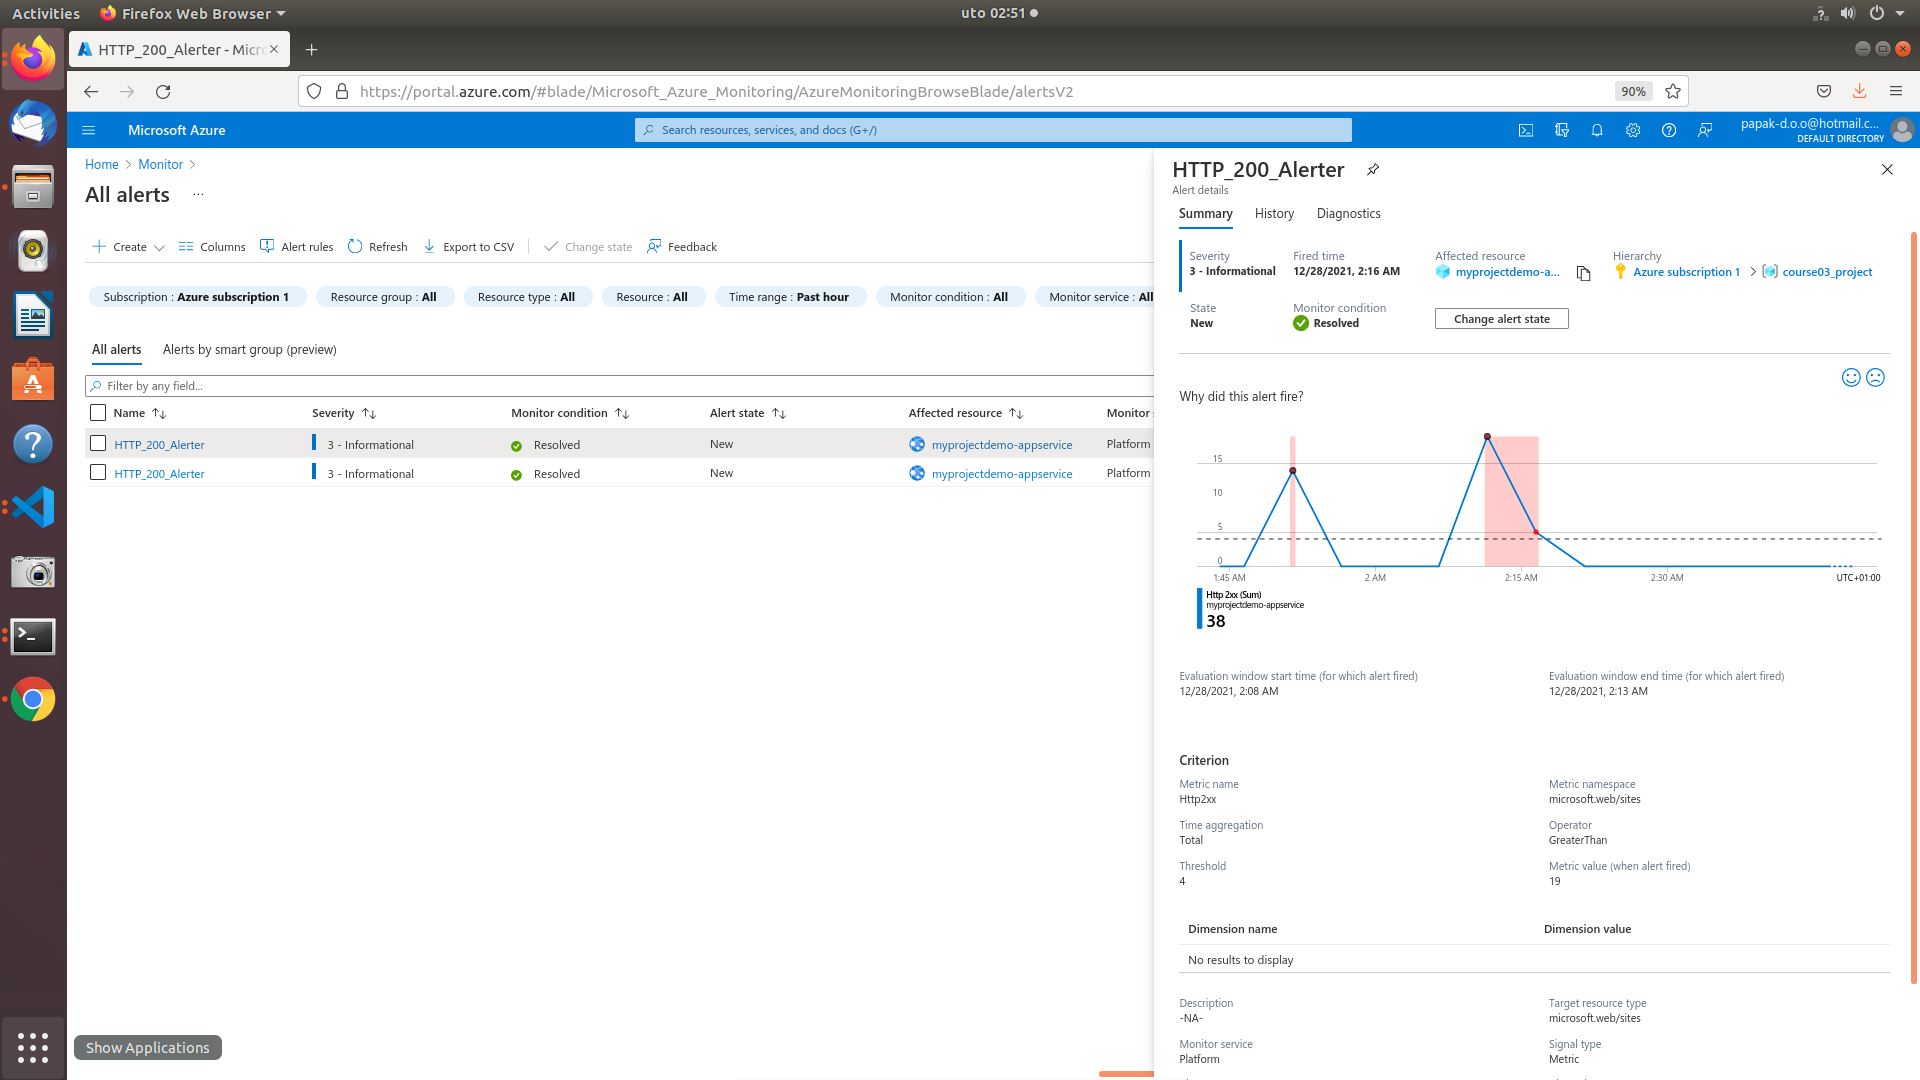 Activities Firefox Web Browser uto 02:51
HTTP_200_Alerter - Micr
https://portal.azure.com/#blade/Microsoft_Azure_Monitoring/AzureMonitoringBrowseBlade/alertsV2 90%
Microsoft Azure Search resources, services, and docs (G+/) papak-d.o.o@hotmail.c...
DEFAULT DIRECTORY
Home > Monitor >
All alerts ...
Create Columns Alert rules Refresh Export to CSV Change state Feedback
Subscription : Azure subscription 1 Resource group : All Resource type : All Resource : All Time range : Past hour Monitor condition : All Monitor service : All
All alerts Alerts by smart group (preview)
Filter by any field...
Name Severity Monitor condition Alert state Affected resource Monitor
HTTP_200_Alerter 3 - Informational Resolved New myprojectdemo-appservice Platform
HTTP_200_Alerter 3 - Informational Resolved New myprojectdemo-appservice Platform
Show Applications
HTTP_200_Alerter
Alert details
Summary History Diagnostics
Severity Fired time Affected resource Hierarchy
3 - Informational 12/28/2021, 2:16 AM myprojectdemo-a... Azure subscription 1 > course03_project
State Monitor condition
New Resolved Change alert state
Why did this alert fire?
15
10
5
0
1:45 AM 2 AM 2:15 AM 2:30 AM UTC+01:00
Http 2xx (Sum)
myprojectdemo-appservice
38
Evaluation window start time (for which alert fired) Evaluation window end time (for which alert fired)
12/28/2021, 2:08 AM 12/28/2021, 2:13 AM
Criterion
Metric name Metric namespace
Http2xx microsoft.web/sites
Time aggregation Operator
Total GreaterThan
Threshold Metric value (when alert fired)
4 19
Dimension name Dimension value
No results to display
Description Target resource type
-NA- microsoft.web/sites
Monitor service Signal type
Platform Metric